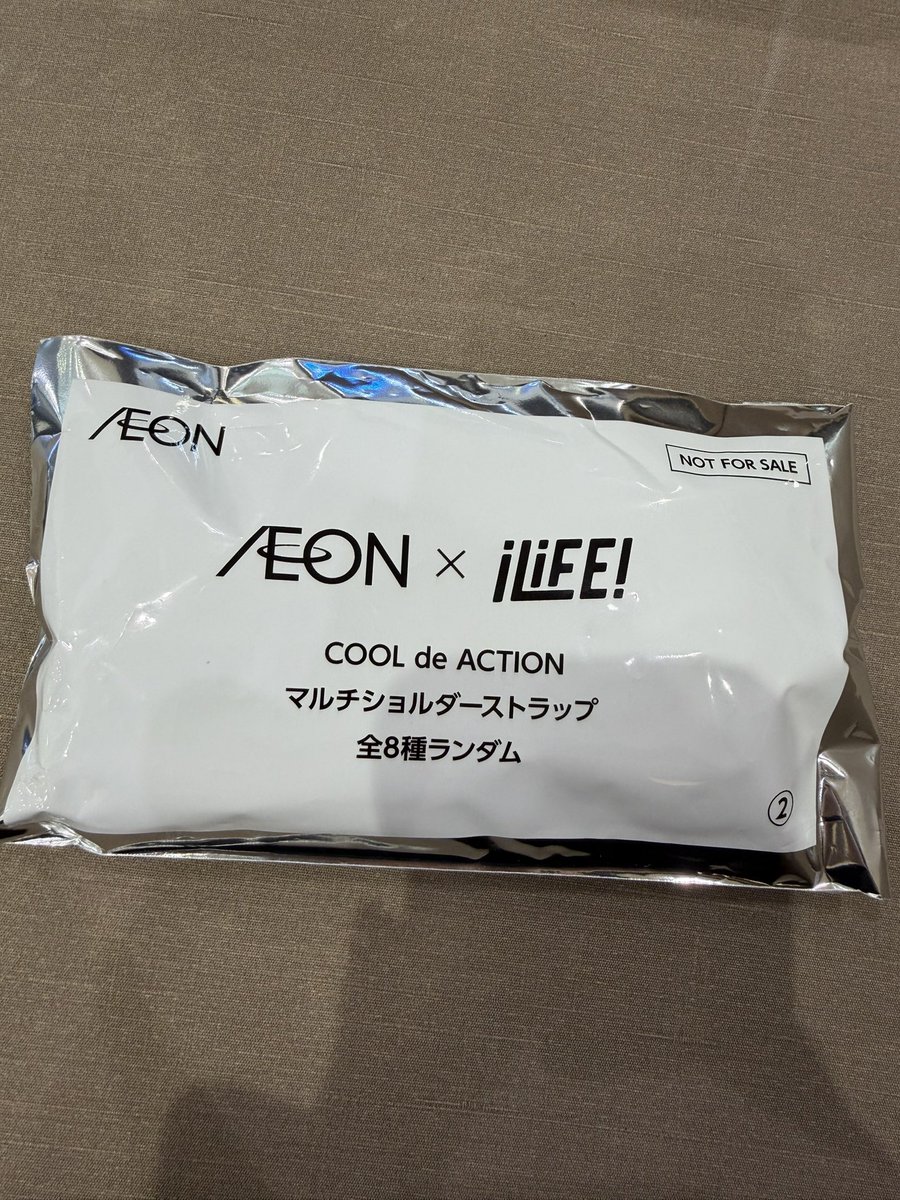 ÆON
NOT FOR SALE
ÆON × iLiFE!
COOL de ACTION
マルチショルダーストラップ
全8種ランダム
②